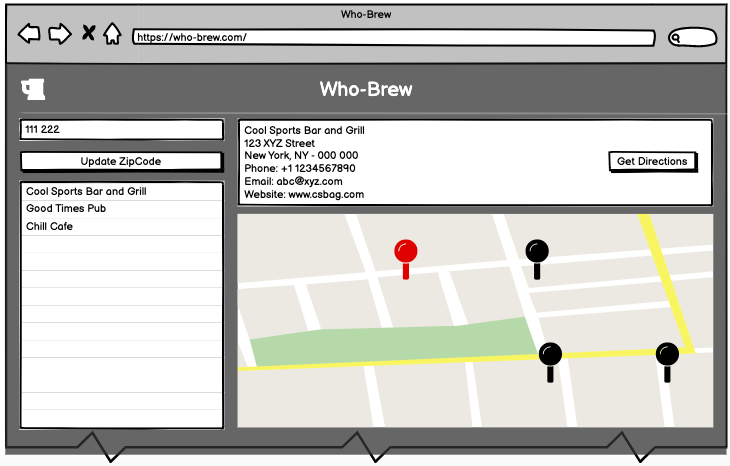 Who-Brew
https://who-brew.com/
Who-Brew
111 222
Update ZipCode
Cool Sports Bar and Grill
Good Times Pub
Chill Cafe
Cool Sports Bar and Grill
123 XYZ Street
New York, NY - 000 000
Phone: +1 1234567890
Email: abc@xyz.com
Website: www.csbag.com
Get Directions